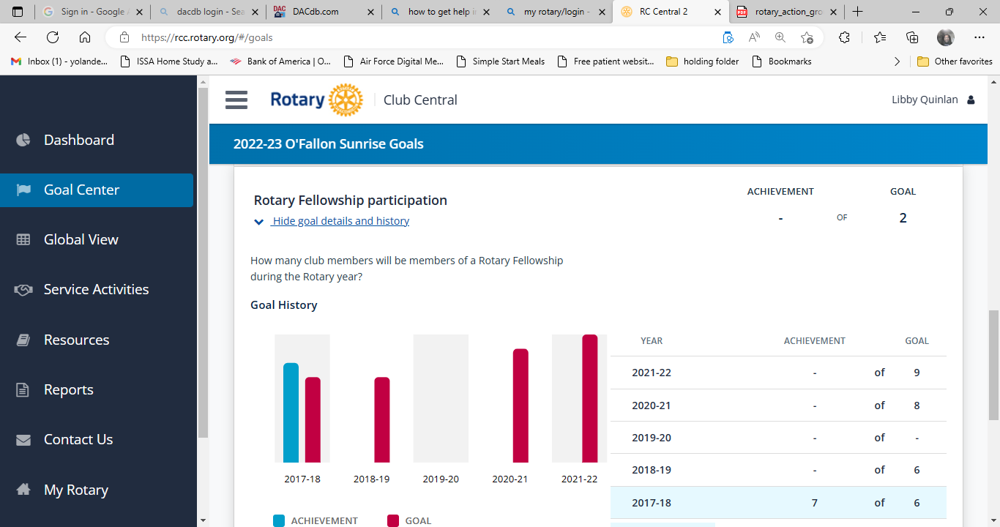 Sign in - Google A
dacdb login - Sea
DACdb.com
how to get help i
my rotary/login -
RC Central 2
rotary_action_gro
https://rcc.rotary.org/#/goals
Inbox (1) - yolande...
ISSA Home Study a...
Bank of America | O...
Air Force Digital Me...
Simple Start Meals
Free patient websit...
holding folder
Bookmarks
Other favorites
Rotary
Club Central
Libby Quinlan
2022-23 O'Fallon Sunrise Goals
Dashboard
Goal Center
Global View
Service Activities
Resources
Reports
Contact Us
My Rotary
Rotary Fellowship participation
Hide goal details and history
ACHIEVEMENT GOAL
- OF 2
How many club members will be members of a Rotary Fellowship
during the Rotary year?
Goal History
2017-18 2018-19 2019-20 2020-21 2021-22
ACHIEVEMENT GOAL
YEAR ACHIEVEMENT GOAL
2021-22 - of 9
2020-21 - of 8
2019-20 - of -
2018-19 - of 6
2017-18 7 of 6